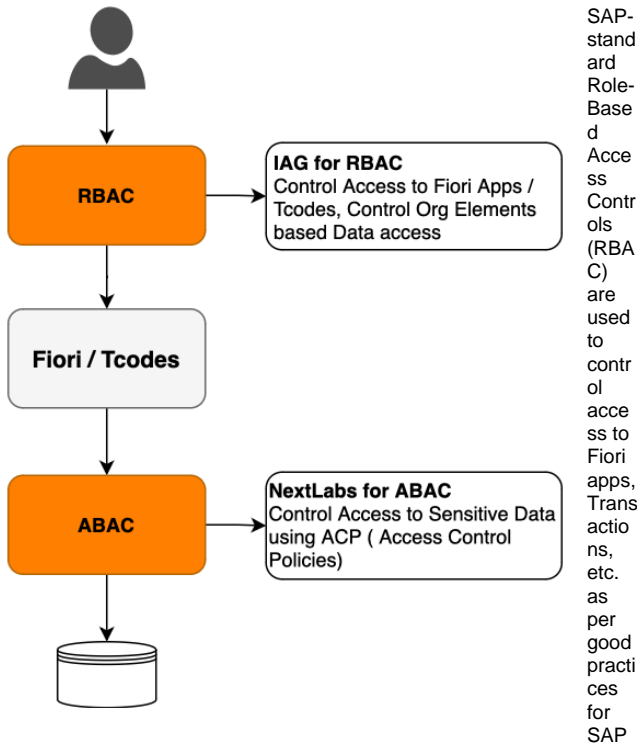 RBAC
IAG for RBAC
Control Access to Fiori Apps /
Tcodes, Control Org Elements
based Data access
Fiori / Tcodes
ABAC
NextLabs for ABAC
Control Access to Sensitive Data
using ACP ( Access Control
Policies)
SAP-
stand
ard
Role-
Base
d
Acce
ss
Contr
ols
(RBA
C)
are
used
to
contr
ol
acce
ss to
Fiori
apps,
Trans
actio
ns,
etc.
as
per
good
practi
ces
for
SAP